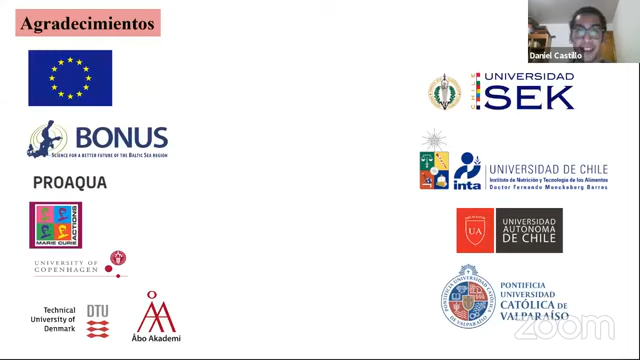 Agradecimientos
Daniel Castillo
BONUS
SCIENCE FOR A BETTER FUTURE OF THE BALTIC SEA REGION
PROAQUA
MARIE CURIE ACTIONS
UNIVERSITY OF
COPENHAGEN
Technical
University of
Denmark
DTU
Åbo Akademi
CHILE
UNIVERSIDAD
SEK
inta
UNIVERSIDAD DE CHILE
Instituto de Nutrición y Tecnología de los Alimentos
Doctor Fernando Monckeberg Barros
UA
UNIVERSIDAD
AUTONOMA
DE CHILE
PONTIFICIA
UNIVERSIDAD
CATÓLICA DE
VALPARAÍSO
zoom